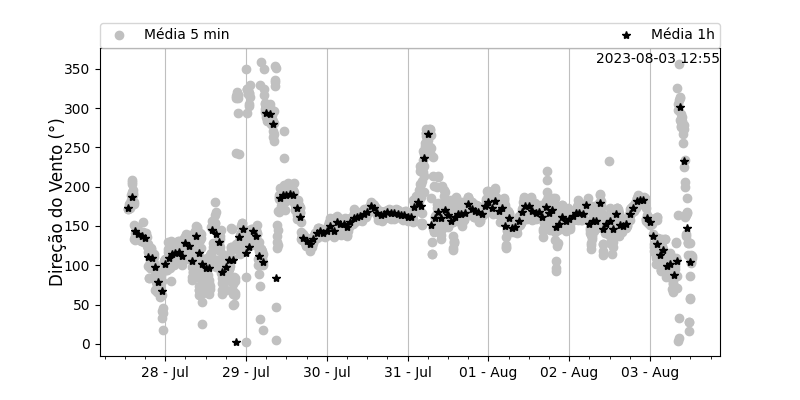 Média 5 min
Média 1h
2023-08-03 12:55
Direção do Vento (°)
350
300
250
200
150
100
50
0
28 - Jul
29 - Jul
30 - Jul
31 - Jul
01 - Aug
02 - Aug
03 - Aug